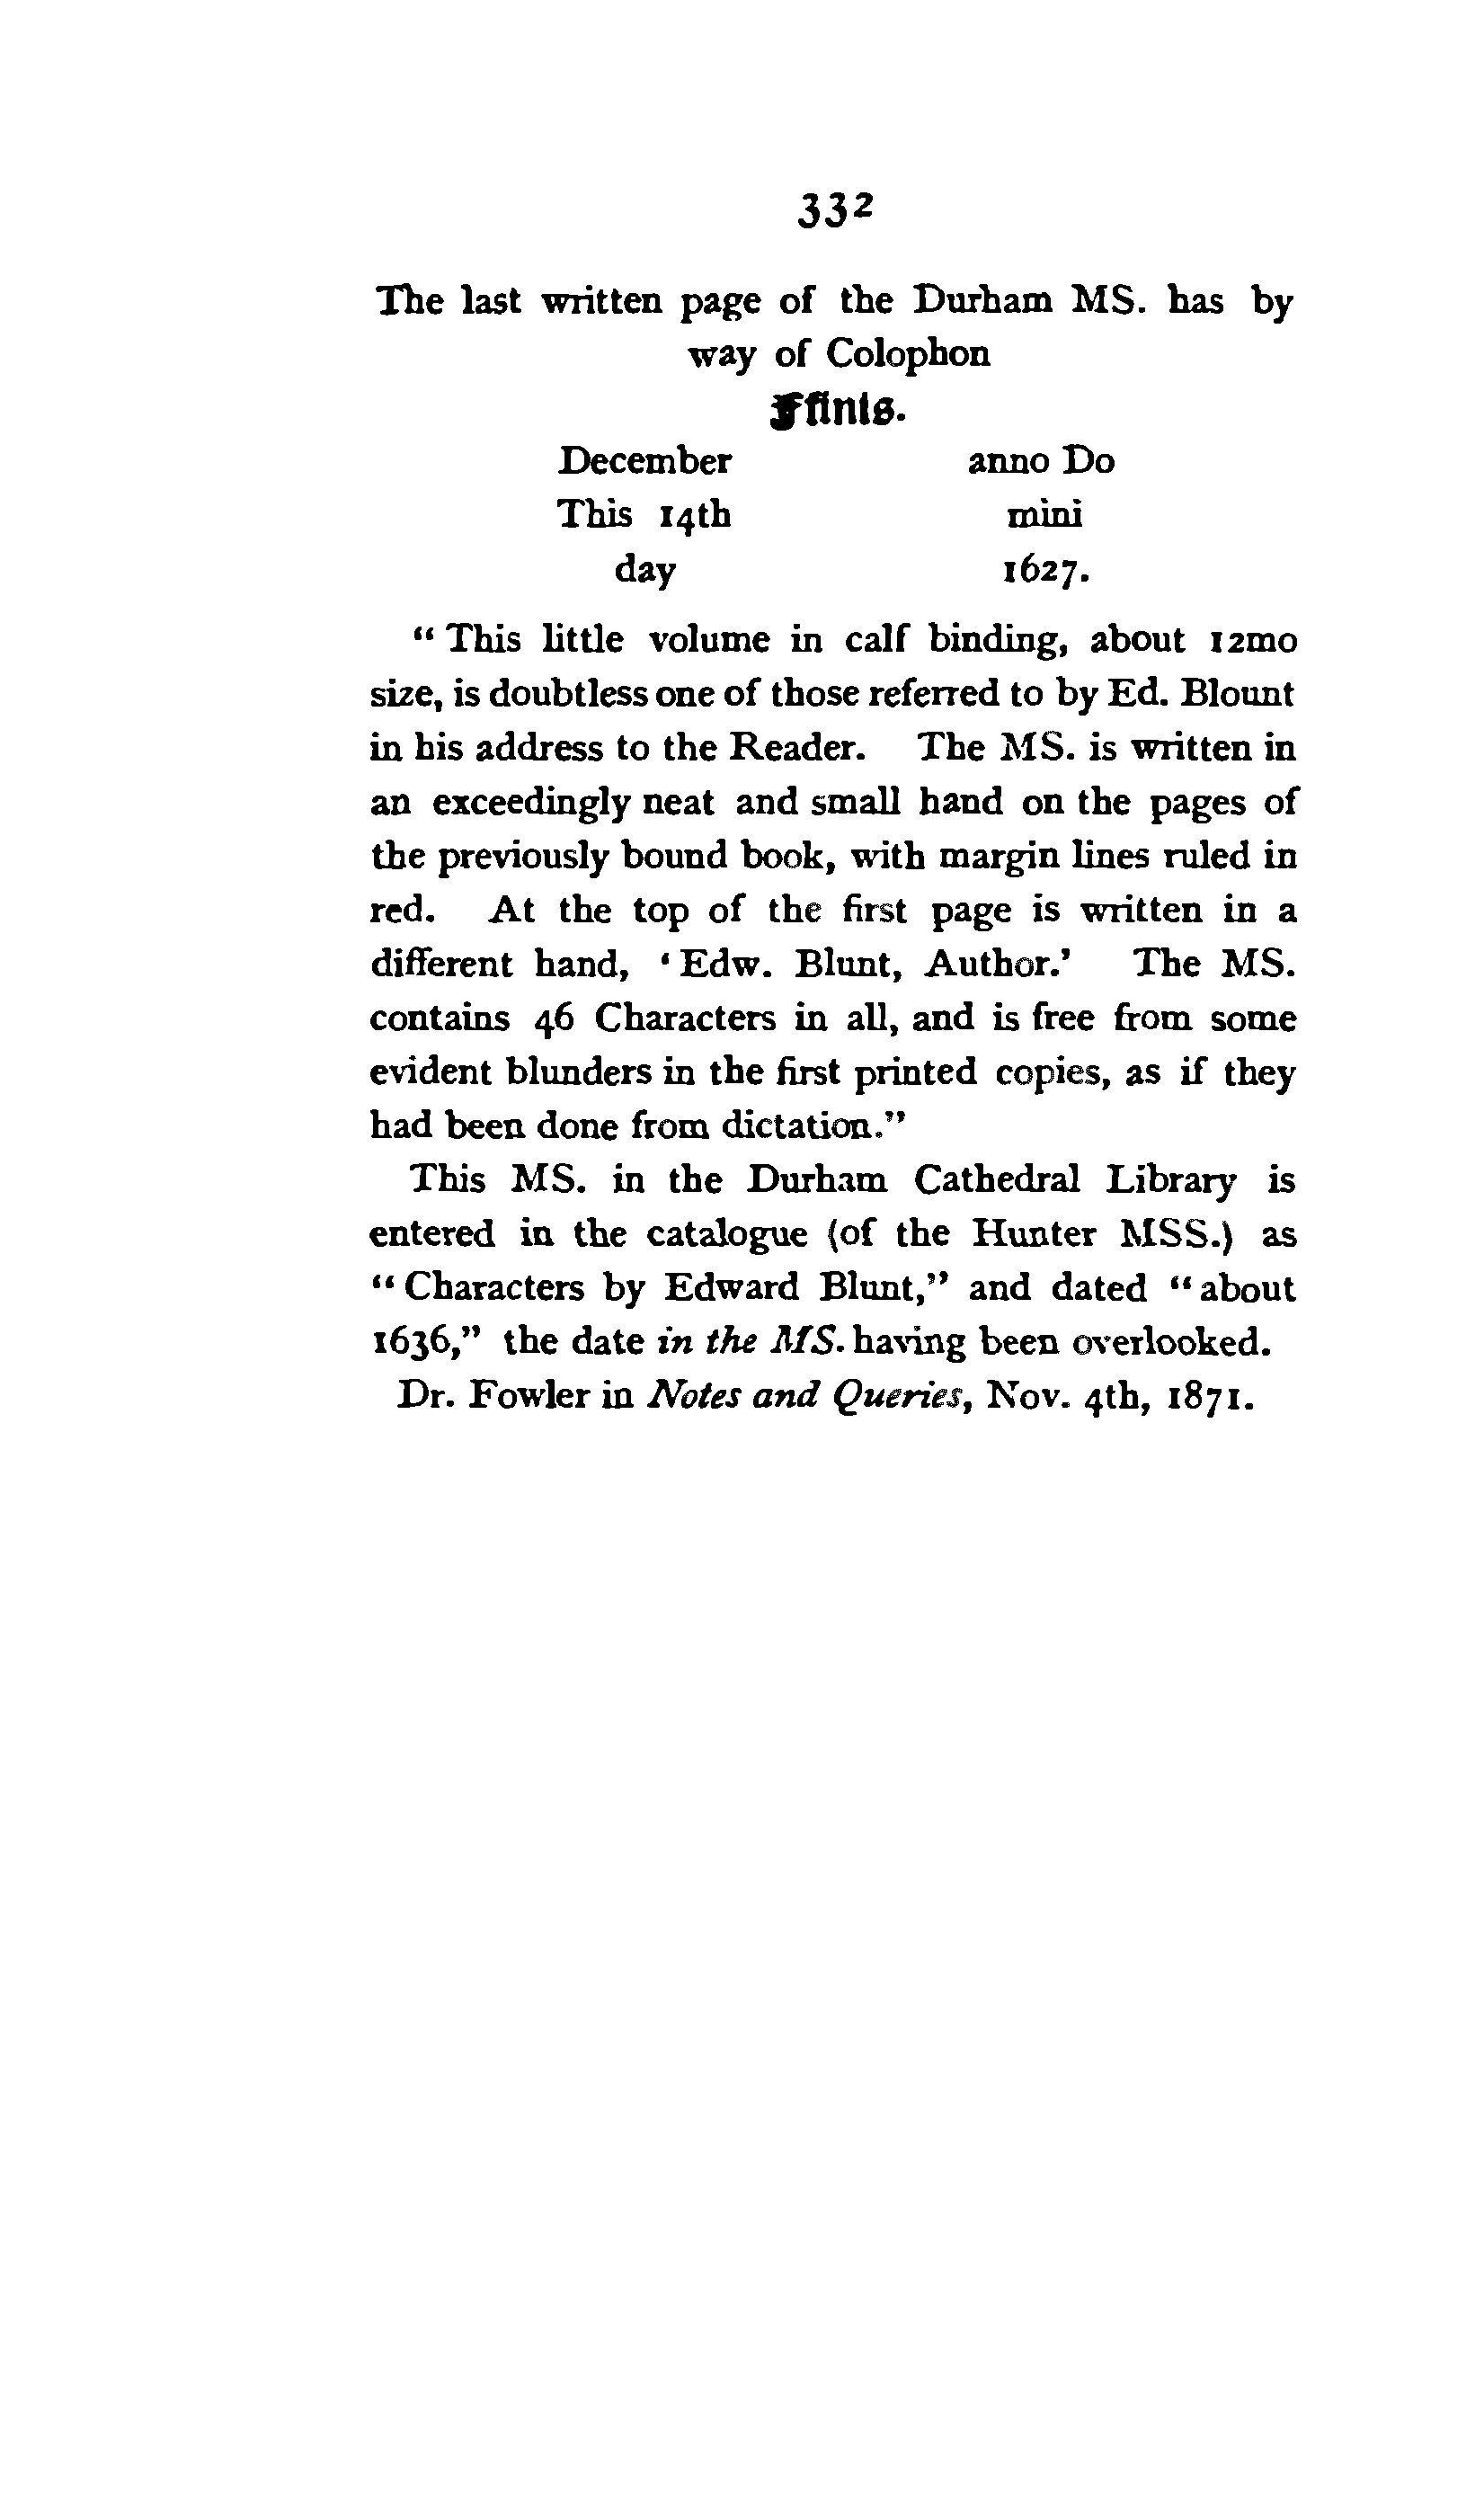 332
The last written page of the Durham MS. has by
way of Colophon
Ffinis.
December anno Do
This 14th mini
day 1627.
“This little volume in calf binding, about 12mo
size, is doubtless one of those referred to by Ed. Blount
in his address to the Reader. The MS. is written in
an exceedingly neat and small hand on the pages of
the previously bound book, with margin lines ruled in
red. At the top of the first page is written in a
different hand, ‘Edw. Blunt, Author.’ The MS.
contains 46 Characters in all, and is free from some
evident blunders in the first printed copies, as if they
had been done from dictation.”
This MS. in the Durham Cathedral Library is
entered in the catalogue (of the Hunter MSS.) as
“Characters by Edward Blunt,” and dated “about
1636,” the date in the MS. having been overlooked.
Dr. Fowler in Notes and Queries, Nov. 4th, 1871.